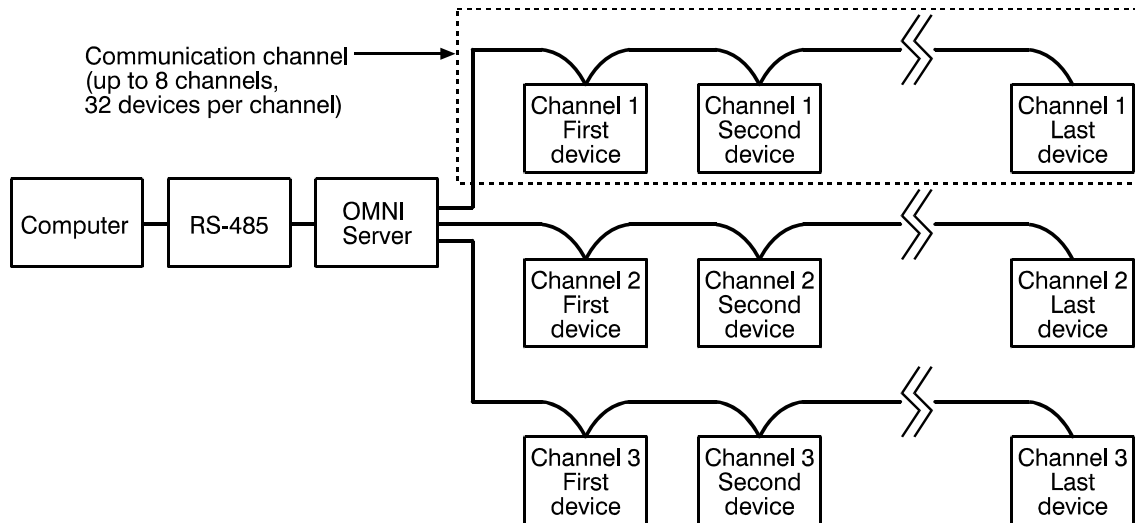 Communication channel
(up to 8 channels,
32 devices per channel)
Channel 1
First
device
Channel 1
Second
device
Channel 1
Last
device
Computer
RS-485
OMNI
Server
Channel 2
First
device
Channel 2
Second
device
Channel 2
Last
device
Channel 3
First
device
Channel 3
Second
device
Channel 3
Last
device